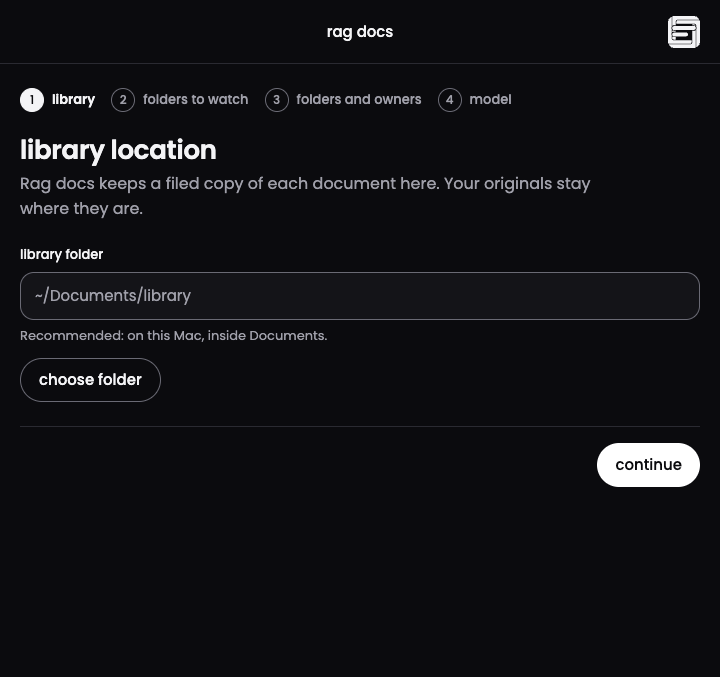 rag docs
1 library 2 folders to watch 3 folders and owners 4 model
library location
Rag docs keeps a filed copy of each document here. Your originals stay
where they are.
library folder
~/Documents/library
Recommended: on this Mac, inside Documents.
choose folder
continue